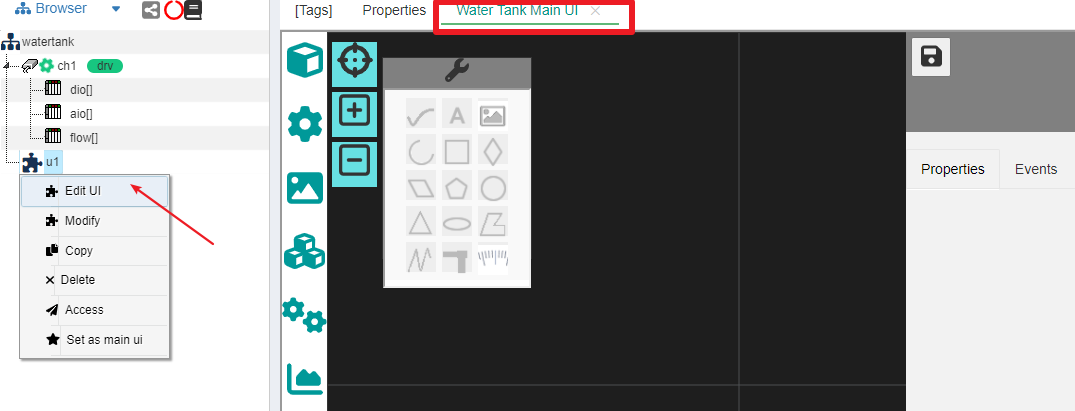 Browser
[Tags] Properties Water Tank Main UI
watertank
ch1 drv
dio[]
aio[]
flow[]
u1
Edit UI
Modify
Copy
Delete
Access
Set as main ui
A
Properties Events